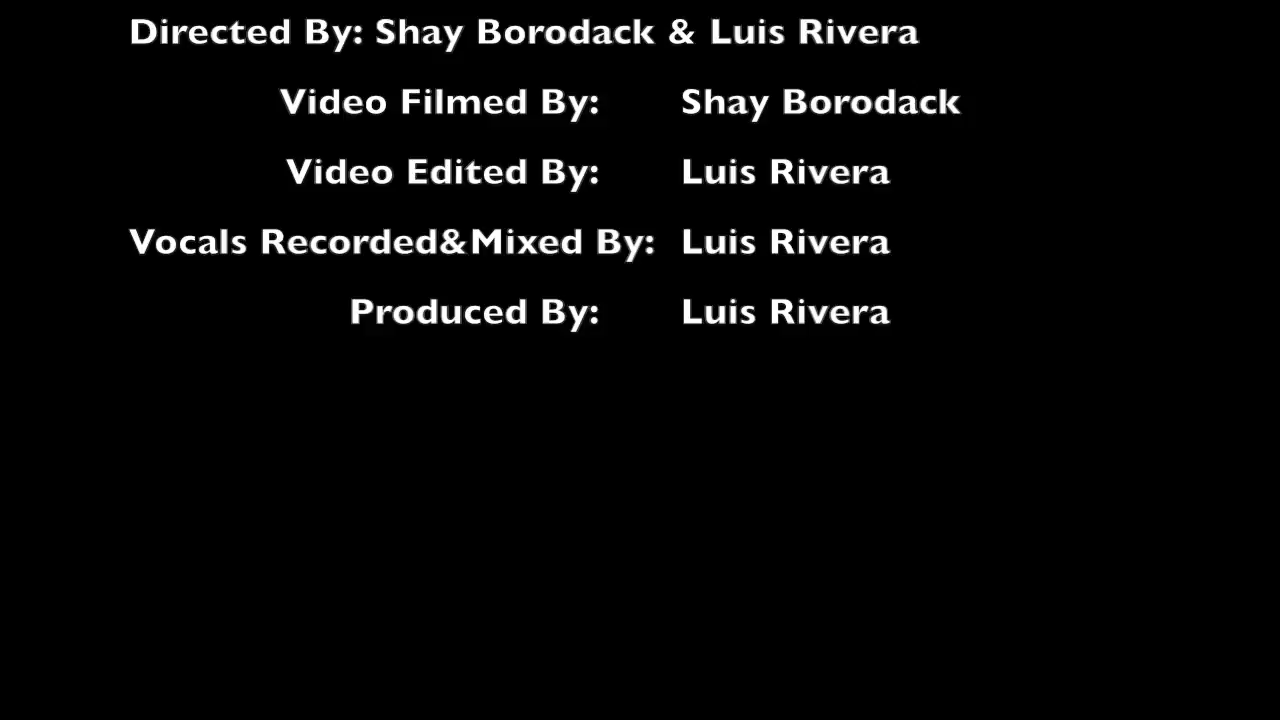 Directed By: Shay Borodack & Luis Rivera
Video Filmed By: Shay Borodack
Video Edited By: Luis Rivera
Vocals Recorded&Mixed By: Luis Rivera
Produced By: Luis Rivera